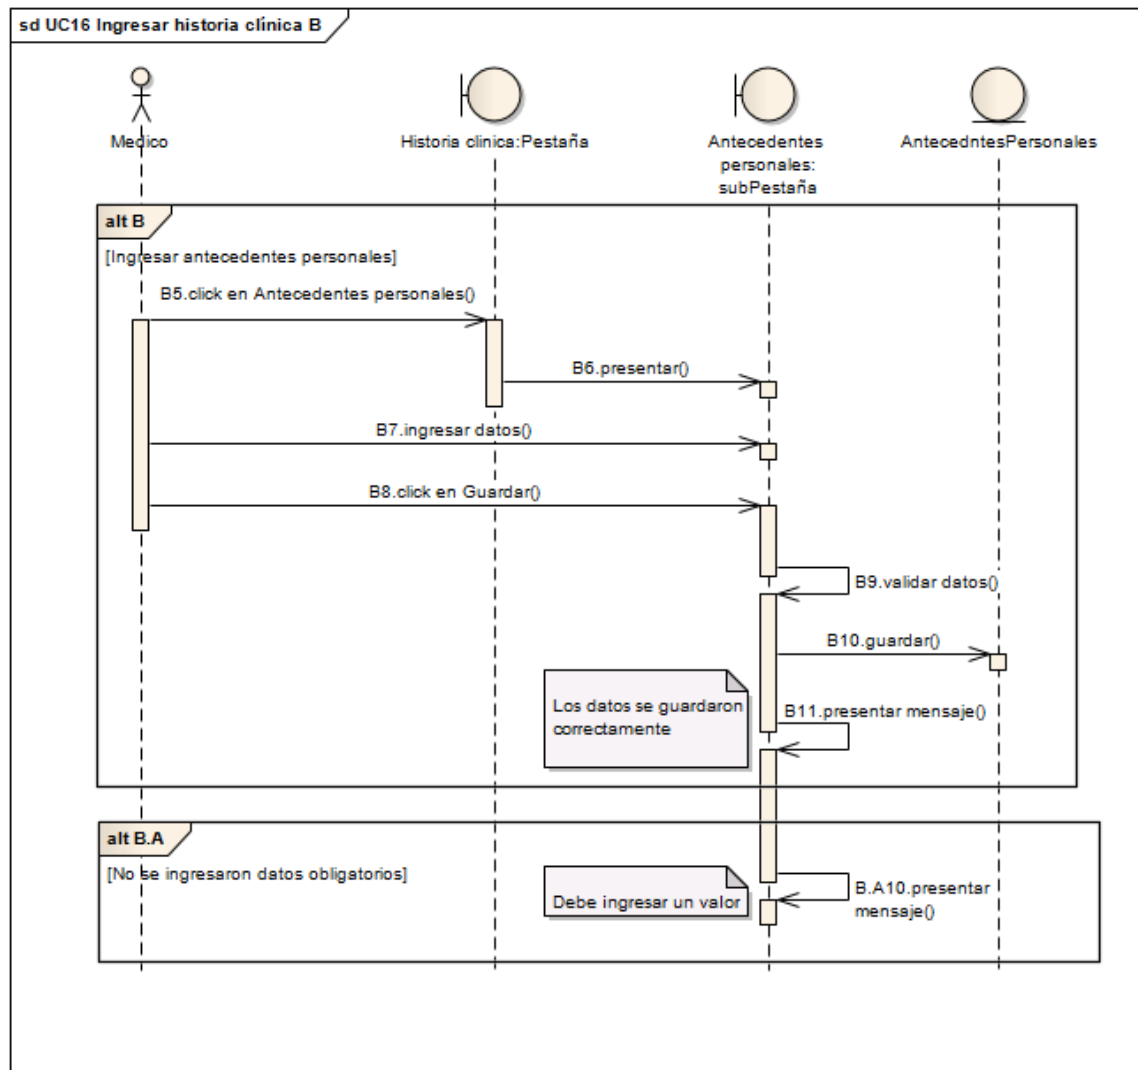 sd UC16 Ingresar historia clínica B
Medico
Historia clinica:Pestaña
Antecedentes
personales:
subPestaña
AntecedntesPersonales
alt B
[Ingresar antecedentes personales]
B5.click en Antecedentes personales()
B6.presentar()
B7.ingresar datos()
B8.click en Guardar()
B9.validar datos()
B10.guardar()
Los datos se guardaron
correctamente
B11.presentar mensaje()
alt B.A
[No se ingresaron datos obligatorios]
Debe ingresar un valor
B.A10.presentar
mensaje()